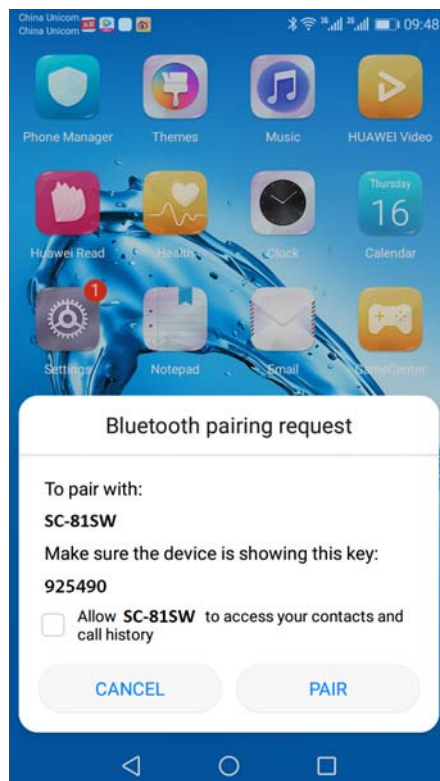 China Unicom
China Unicom
3G 2G 09:48
Phone Manager Themes Music HUAWEI Video
Thursday
16
Huawei Read Health Clock Calendar
1
Settings Notepad Email GameCenter
Bluetooth pairing request
To pair with:
SC-81SW
Make sure the device is showing this key:
925490
Allow SC-81SW to access your contacts and
call history
CANCEL PAIR